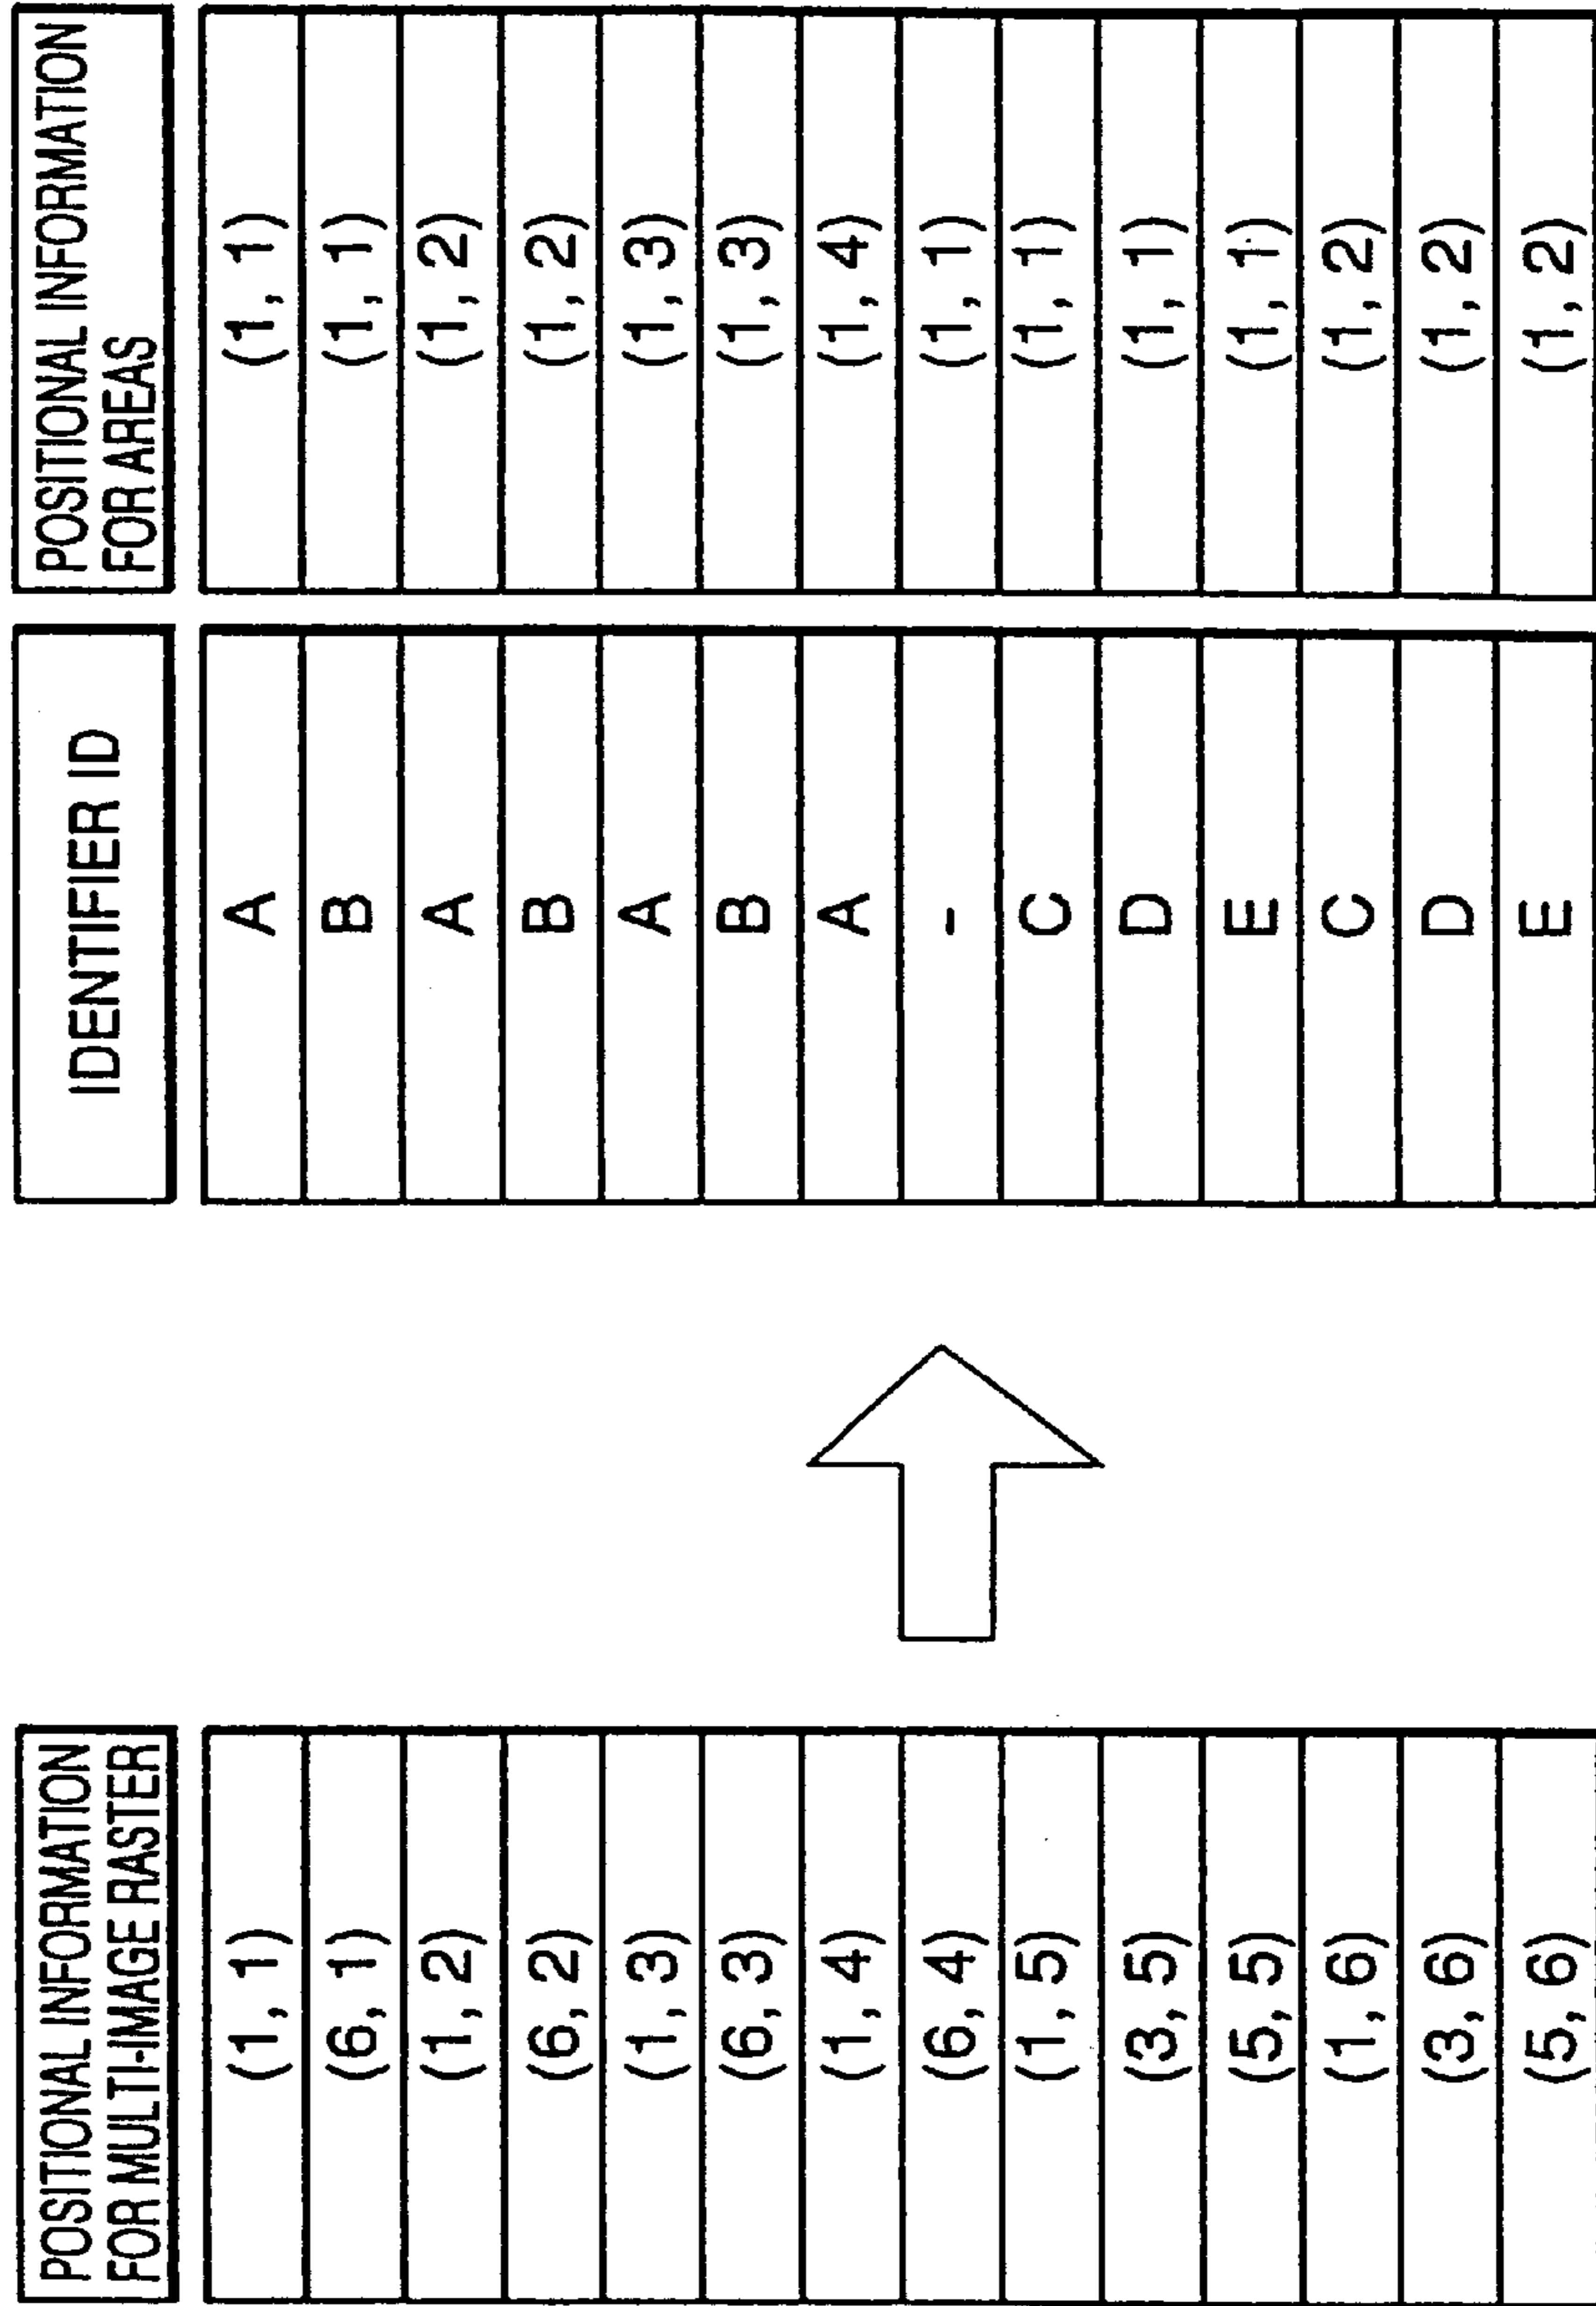 POSITIONAL INFORMATION
FOR MULTI-IMAGE RASTER
(1, 1)
(6, 1)
(1, 2)
(6, 2)
(1, 3)
(6, 3)
(1, 4)
(6, 4)
(1, 5)
(3, 5)
(5, 5)
(1, 6)
(3, 6)
(5, 6)
IDENTIFIER ID
A
B
A
B
A
B
A
-
C
D
E
C
D
E
POSITIONAL INFORMATION
FOR AREAS
(1, 1)
(1, 1)
(1, 2)
(1, 2)
(1, 3)
(1, 3)
(1, 4)
(1, 1)
(1, 1)
(1, 1)
(1, 1)
(1, 2)
(1, 2)
(1, 2)